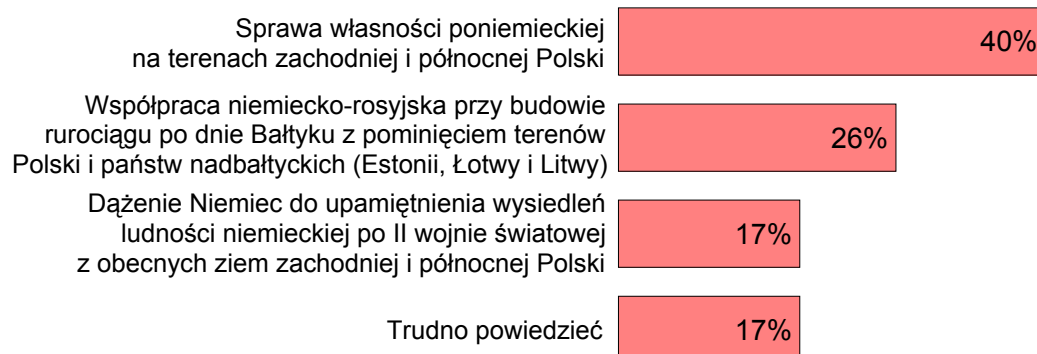 Sprawa własności poniemieckiej
na terenach zachodniej i północnej Polski
40%
Współpraca niemiecko-rosyjska przy budowie
rurociągu po dnie Bałtyku z pominięciem terenów
Polski i państw nadbałtyckich (Estonii, Łotwy i Litwy)
26%
Dążenie Niemiec do upamiętnienia wysiedleń
ludności niemieckiej po II wojnie światowej
z obecnych ziem zachodniej i północnej Polski
17%
Trudno powiedzieć
17%